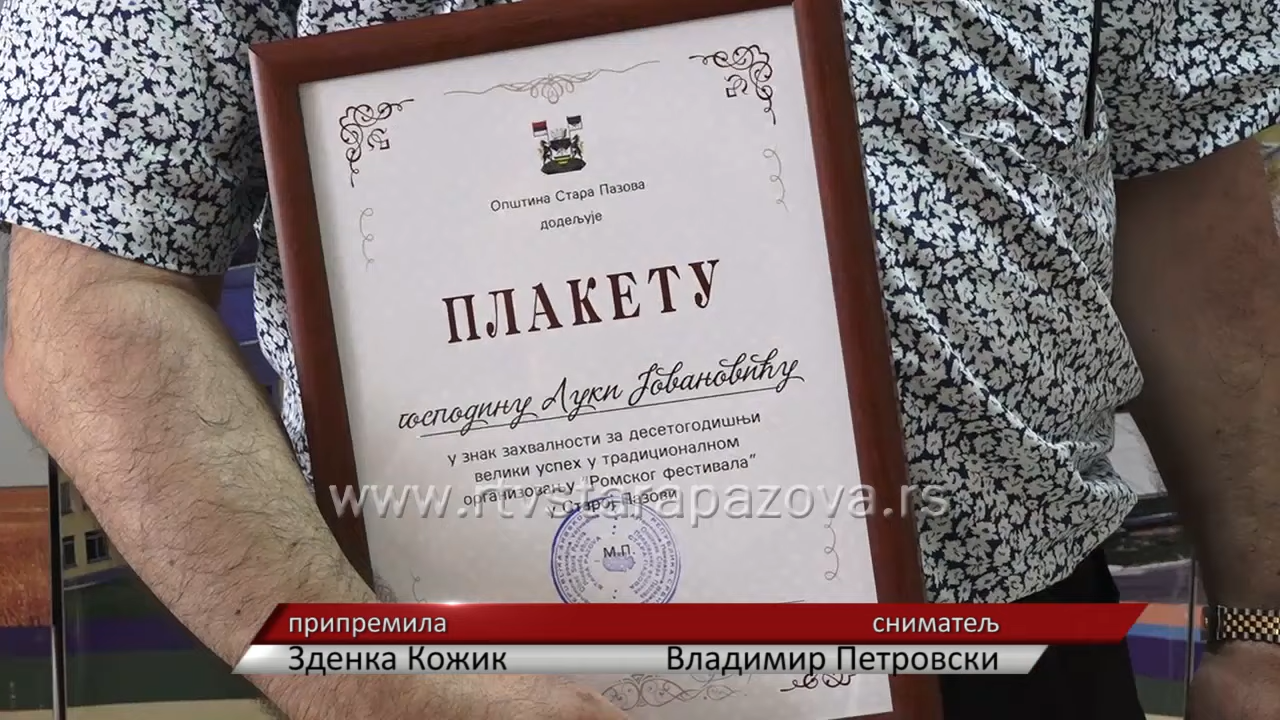 Општина Стара Пазова
додељује
ПЛАКЕТУ
господину Луки Јовановићу
у знак захвалности за десетогодишњи
велики успех у традиционалном
организовању "Ромског фестивала"
у Старој Пазови
www.rtvstarapazova.rs
М.П.
припремила
сниматељ
Зденка Кожик
Владимир Петровски